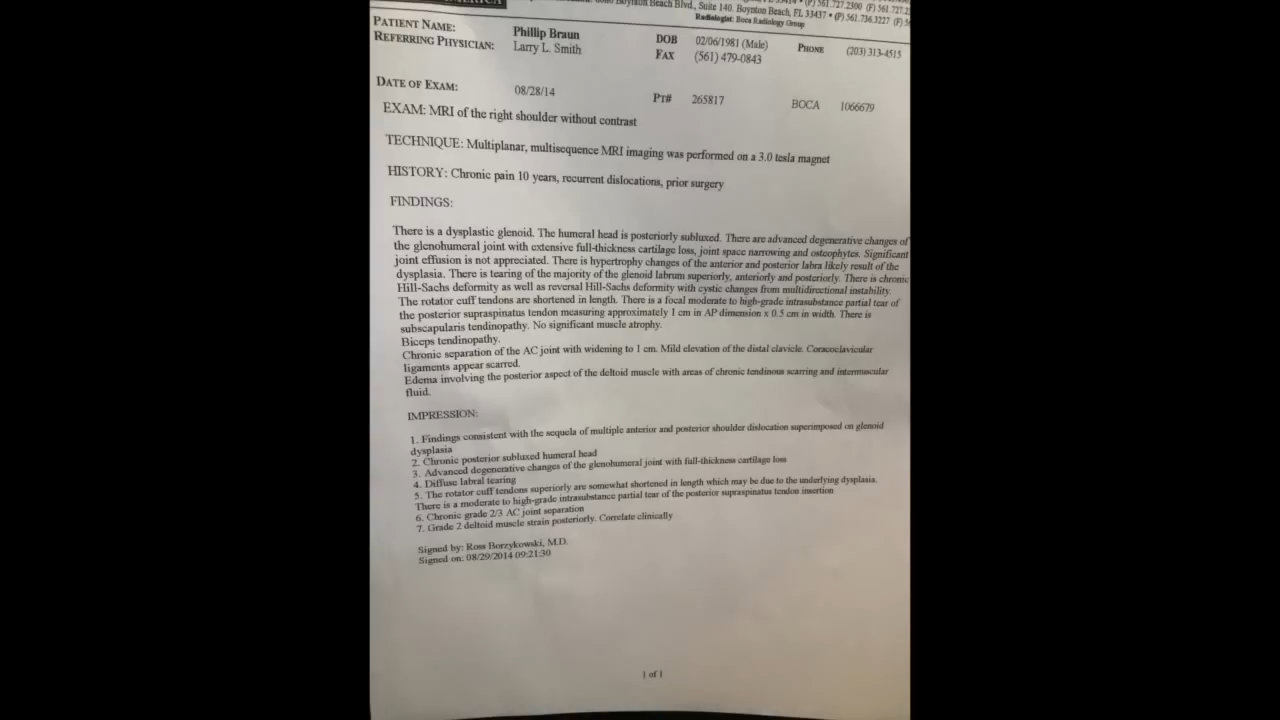 Boynton Beach Blvd., Suite 140. Boynton Beach, FL 33437 • (P) 561.736.3227 (F)
Radiologist: Boca Radiology Group
PATIENT NAME: Phillip Braun DOB 02/06/1981 (Male) PHONE (203) 313-4515
REFERRING PHYSICIAN: Larry L. Smith FAX (561) 479-0843
DATE OF EXAM: 08/28/14 PT# 265817 BOCA 1066679
EXAM: MRI of the right shoulder without contrast
TECHNIQUE: Multiplanar, multisequence MRI imaging was performed on a 3.0 tesla magnet
HISTORY: Chronic pain 10 years, recurrent dislocations, prior surgery
FINDINGS:
There is a dysplastic glenoid. The humeral head is posteriorly subluxed. There are advanced degenerative changes of
the glenohumeral joint with extensive full-thickness cartilage loss, joint space narrowing and osteophytes. Significant
joint effusion is not appreciated. There is hypertrophy changes of the anterior and posterior labra likely result of the
dysplasia. There is tearing of the majority of the glenoid labrum superiorly, anteriorly and posteriorly. There is chronic
Hill-Sachs deformity as well as reversal Hill-Sachs deformity with cystic changes from multidirectional instability.
The rotator cuff tendons are shortened in length. There is a focal moderate to high-grade intrasubstance partial tear of
the posterior supraspinatus tendon measuring approximately 1 cm in AP dimension x 0.5 cm in width. There is
subscapularis tendinopathy. No significant muscle atrophy.
Biceps tendinopathy.
Chronic separation of the AC joint with widening to 1 cm. Mild elevation of the distal clavicle. Coracoclavicular
ligaments appear scarred.
Edema involving the posterior aspect of the deltoid muscle with areas of chronic tendinous scarring and intermuscular
fluid.
IMPRESSION:
1. Findings consistent with the sequela of multiple anterior and posterior shoulder dislocation superimposed on glenoid
dysplasia
2. Chronic posterior subluxed humeral head
3. Advanced degenerative changes of the glenohumeral joint with full-thickness cartilage loss
4. Diffuse labral tearing
5. The rotator cuff tendons superiorly are somewhat shortened in length which may be due to the underlying dysplasia.
There is a moderate to high-grade intrasubstance partial tear of the posterior supraspinatus tendon insertion
6. Chronic grade 2/3 AC joint separation
7. Grade 2 deltoid muscle strain posteriorly. Correlate clinically
Signed by: Ross Borzykowski, M.D.
Signed on: 08/29/2014 09:21:30
1 of 1